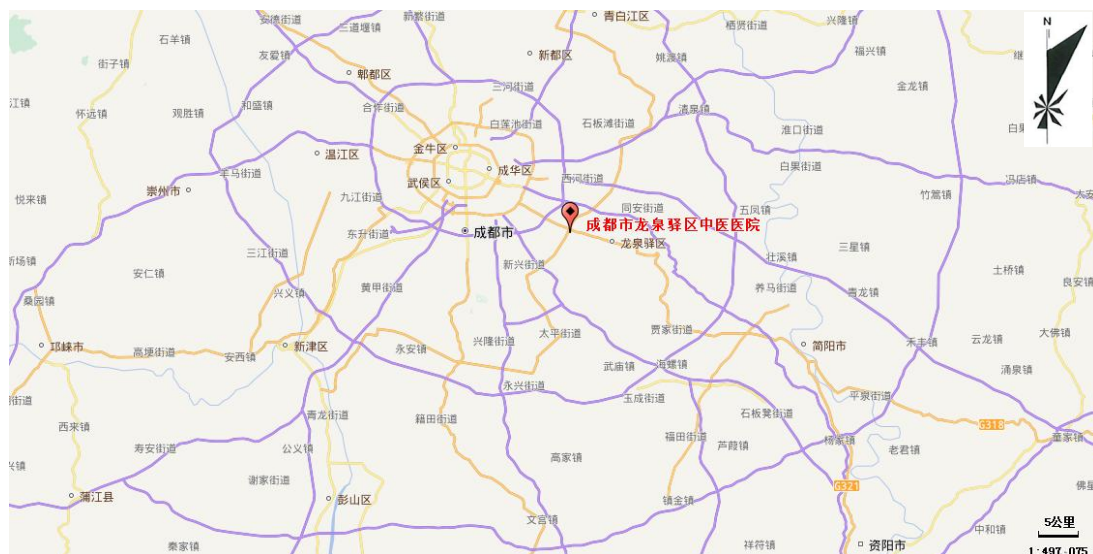 安德街道
三道堰镇
新繁街道
青白江区
栖贤街道
兴隆镇
石羊镇
友爱镇
新都区
姚渡镇
福兴镇
街子镇
郫都区
三河街道
金龙镇
和盛镇
合作街道
清泉镇
怀远镇
观胜镇
白莲池街道
石板滩街道
淮口街道
金牛区
温江区
成华区
白果街道
羊马街道
武侯区
西河街道
冯店镇
崇州市
九江街道
竹篙镇
大安
悦来镇
同安街道
五凤镇
成都市龙泉驿区中医医院
东升街道
成都市
龙泉驿区
三星镇
三江街道
壮溪镇
新场镇
安仁镇
新兴街道
土桥镇
黄甲街道
养马街道
良安镇
桑园镇
兴义镇
青龙镇
太平街道
贾家街道
大佛镇
邛崃市
高埂街道
安西镇
新津区
永安镇
兴隆街道
简阳市
禾丰镇
云龙镇
武庙镇
海螺镇
涌泉镇
永兴街道
玉成街道
平泉街道
青龙街道
籍田街道
石板凳街道
G318
西来镇
福田街道
杨家镇
童家镇
寿安街道
公义镇
芦葭镇
老君镇
高家镇
谢家街道
G321
蒲江县
彭山区
镇金镇
文宫镇
中和镇
秦家镇
祥符镇
资阳市
N
5公里
1:497,075